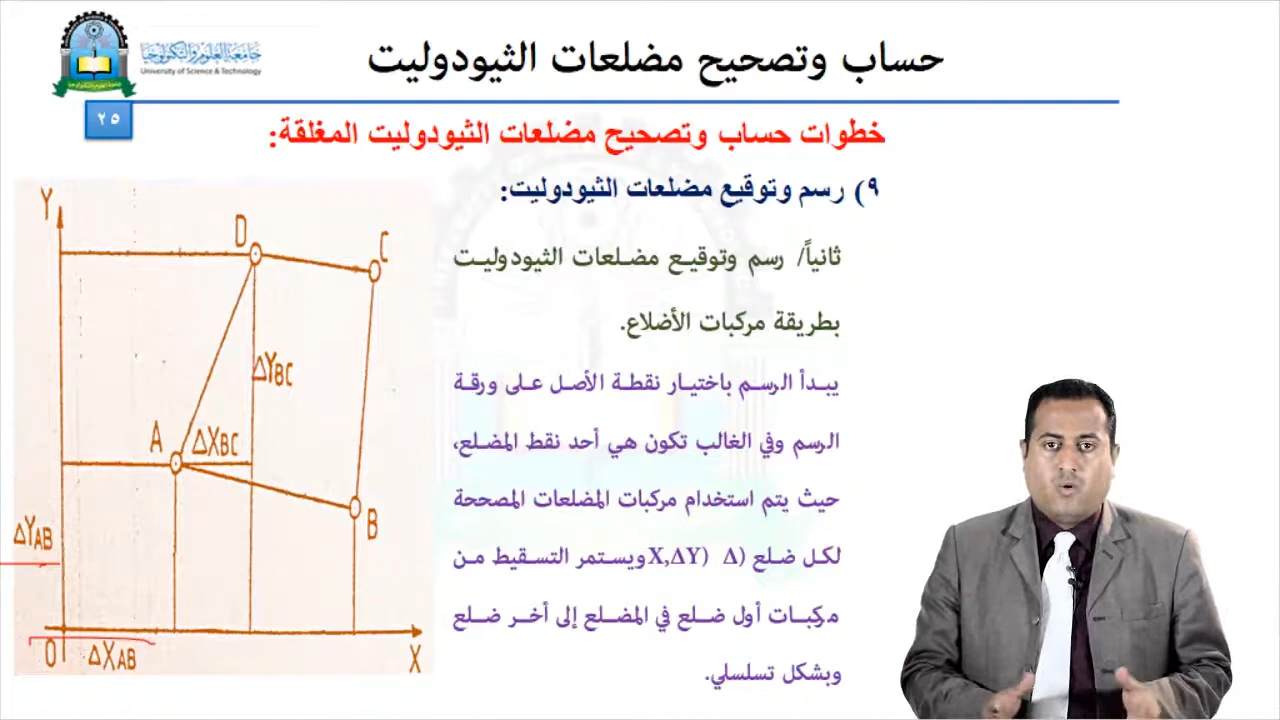 جامعة العلوم والتكنولوجيا
University of Science & Technology
حساب وتصحيح مضلعات الثيودوليت
٢٥
خطوات حساب وتصحيح مضلعات الثيودوليت المغلقة:
٩) رسم وتوقيع مضلعات الثيودوليت:
ثانياً/ رسم وتوقيع مضلعات الثيودوليت
بطريقة مركبات الأضلاع.
يبدأ الرسم باختيار نقطة الأصل على ورقة
الرسم وفي الغالب تكون هي أحد نقط المضلع،
حيث يتم استخدام مركبات المضلعات المصححة
لكل ضلع (Δ X,ΔY) ويستمر التسقيط من
مركبات أول ضلع في المضلع إلى أخر ضلع
وبشكل تسلسلي.
Y
D
C
ΔYBC
A
ΔXBC
B
ΔYAB
O
ΔXAB
X